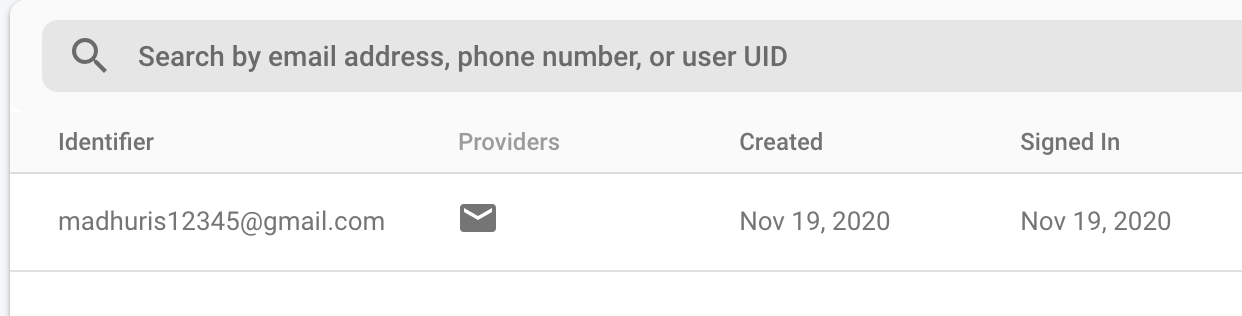 Search by email address, phone number, or user UID
Identifier Providers Created Signed In
madhuris12345@gmail.com Nov 19, 2020 Nov 19, 2020